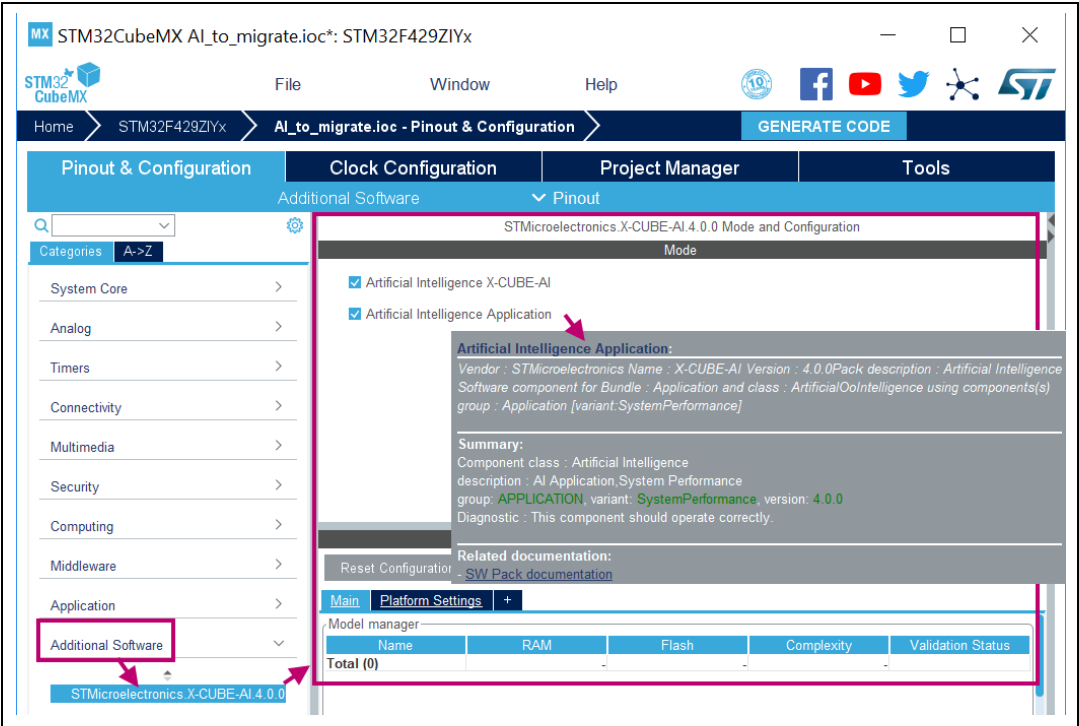 MX STM32CubeMX AI_to_migrate.ioc*: STM32F429ZIYx
STM32
CubeMX
File Window Help
10
Home STM32F429ZIYx AI_to_migrate.ioc - Pinout & Configuration GENERATE CODE
Pinout & Configuration Clock Configuration Project Manager Tools
Additional Software Pinout
STMicroelectronics.X-CUBE-AI.4.0.0 Mode and Configuration
Categories A->Z
Mode
System Core
Artificial Intelligence X-CUBE-AI
Analog
Artificial Intelligence Application
Timers
Connectivity
Multimedia
Security
Computing
Middleware
Application
Additional Software
STMicroelectronics.X-CUBE-AI.4.0.0
Artificial Intelligence Application:
Vendor : STMicroelectronics Name : X-CUBE-AI Version : 4.0.0Pack description : Artificial Intelligence
Software component for Bundle : Application and class : ArtificialOoIntelligence using components(s)
group : Application [variant:SystemPerformance]
Summary:
Component class : Artificial Intelligence
description : AI Application,System Performance
group: APPLICATION, variant: SystemPerformance, version: 4.0.0
Diagnostic : This component should operate correctly.
Related documentation:
- SW Pack documentation
Reset Configuration
Main Platform Settings +
Model manager
Name RAM Flash Complexity Validation Status
Total (0) - - -